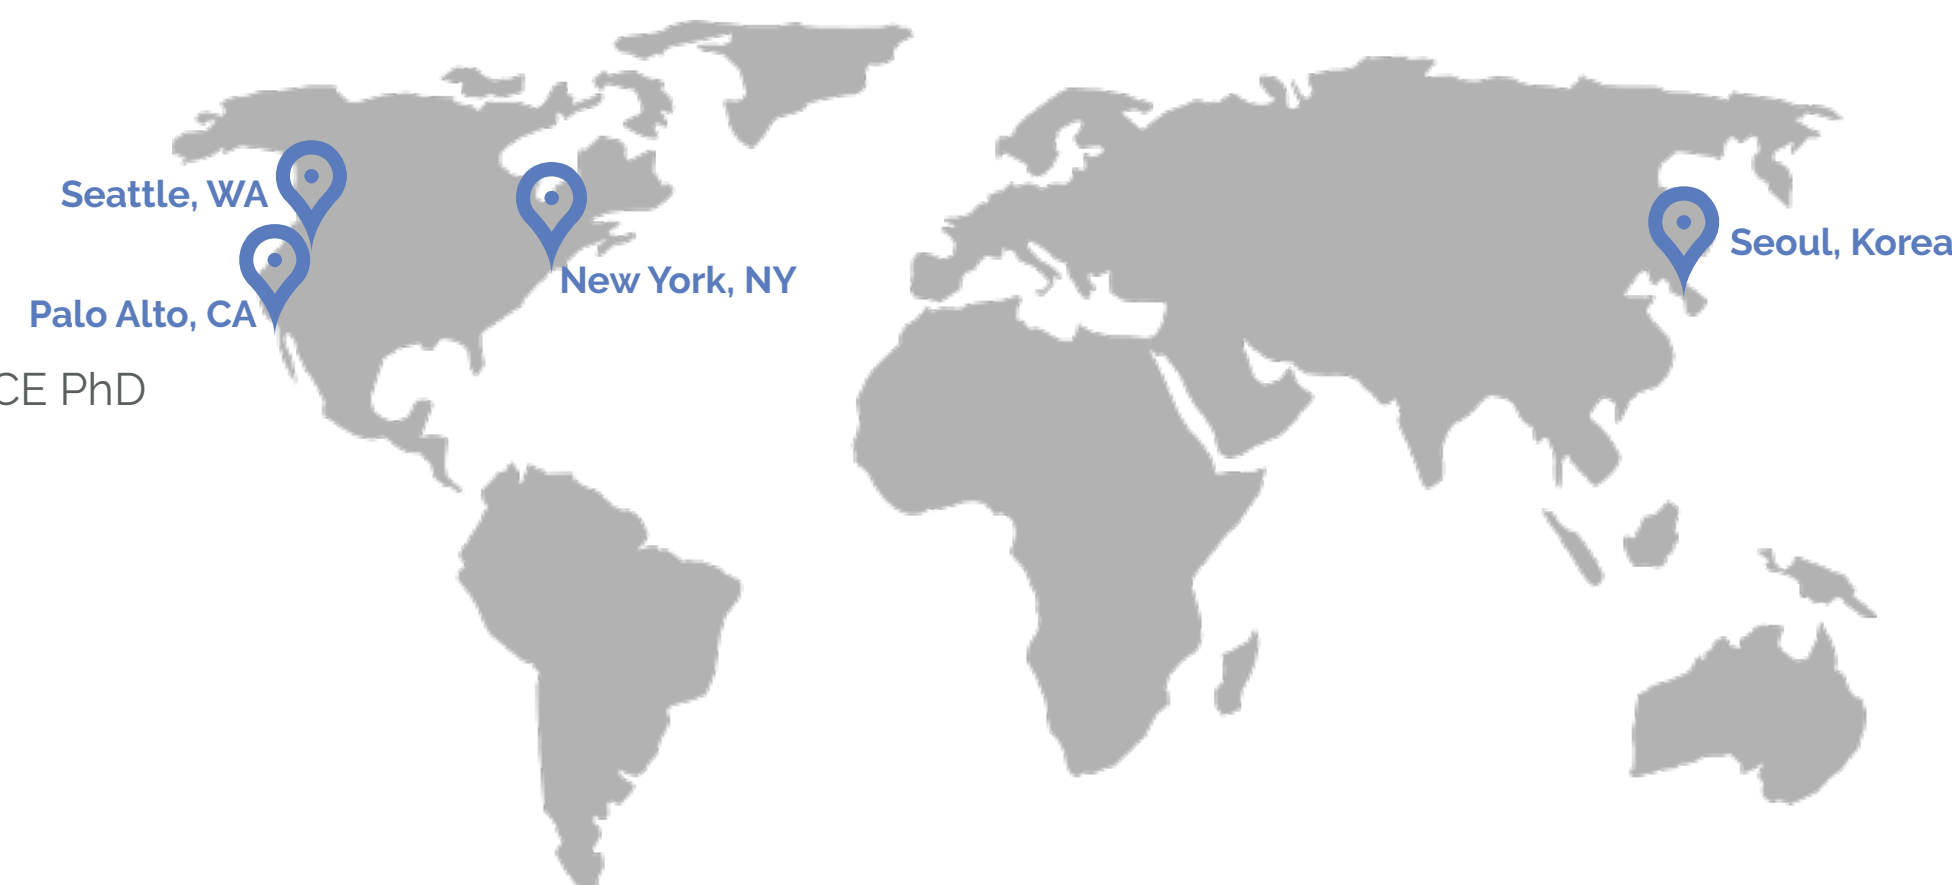 Seattle, WA
Seoul, Korea
New York, NY
Palo Alto, CA
CE PhD